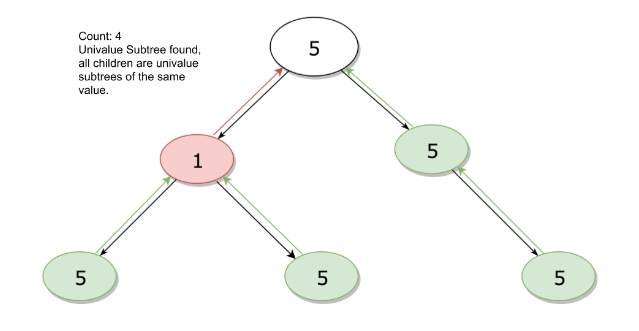 Count: 4
Univalue Subtree found,
all children are univalue
subtrees of the same
value.
5
1
5
5
5
5